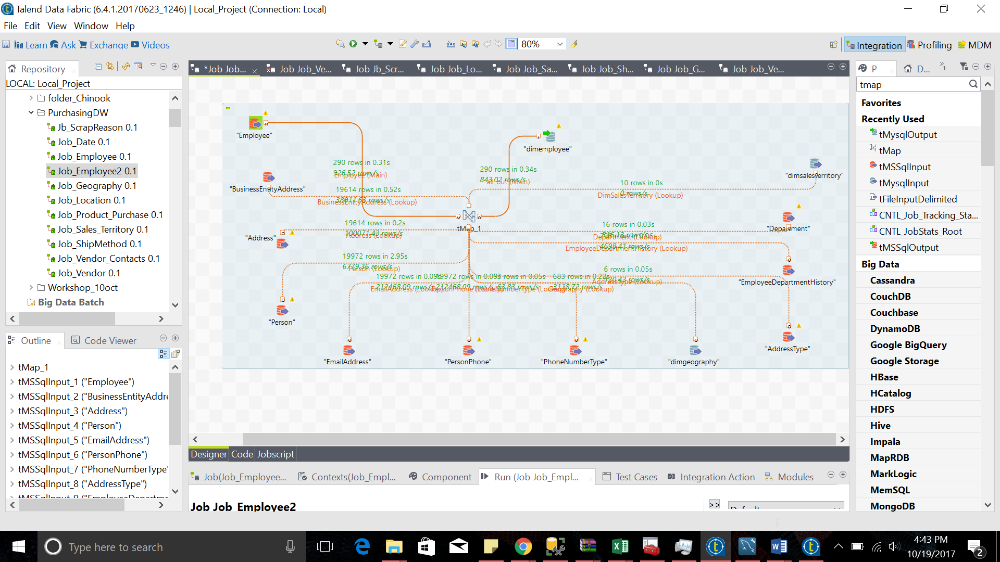 Talend Data Fabric (6.4.1.20170623_1246) | Local_Project (Connection: Local)
File Edit View Window Help
Learn Ask Exchange Videos
80%
Integration Profiling MDM
Repository
LOCAL: Local_Project
folder_Chinook
PurchasingDW
Jb_ScrapReason 0.1
Job_Date 0.1
Job_Employee 0.1
Job_Employee2 0.1
Job_Geography 0.1
Job_Location 0.1
Job_Product_Purchase 0.1
Job_Sales_Territory 0.1
Job_ShipMethod 0.1
Job_Vendor_Contacts 0.1
Job_Vendor 0.1
Workshop_10oct
Big Data Batch
Outline Code Viewer
tMap_1
tMSSqlInput_1 ("Employee")
tMSSqlInput_2 ("BusinessEntityAddre
tMSSqlInput_3 ("Address")
tMSSqlInput_4 ("Person")
tMSSqlInput_5 ("EmailAddress")
tMSSqlInput_6 ("PersonPhone")
tMSSqlInput_7 ("PhoneNumberType"
tMSSqlInput_8 ("AddressType")
*Job Job... Job Job_Ve... Job Jb_Scr... Job Job_Lo... Job Job_Sa... Job Job_Sh... Job Job_G... Job Job_Ve...
"Employee"
"dimemployee"
290 rows in 0.31s
926.52 rows/s
Employee (Main)
290 rows in 0.34s
843.02 rows/s
all_out (Main)
"dimsalesterritory"
"BusinessEntityAddress"
19614 rows in 0.52s
38011.63 rows/s
BusinessEntityAddress (Lookup)
10 rows in 0s
0 rows/s
DimSalesTerritory (Lookup)
tMap_1
"Address"
19614 rows in 0.2s
100071.43 rows/s
Address (Lookup)
16 rows in 0.03s
516.13 rows/s
Department (Lookup)
"Department"
4698.41 rows/s
EmployeeDepartmentHistory (Lookup)
19972 rows in 2.95s
6779.36 rows/s
Person (Lookup)
6 rows in 0.05s
130.43 rows/s
AddressType (Lookup)
"EmployeeDepartmentHistory"
19972 rows in 0.09s
212468.09 rows/s
EmailAddress (Lookup)
19972 rows in 0.09
212468.09 rows/s
3 rows in 0.05s
63.83 rows/s
683 rows in 0.22s
3118.72 rows/s
Geography (Lookup)
"Person"
"EmailAddress"
"PersonPhone"
"PhoneNumberType"
"dimgeography"
"AddressType"
Designer Code Jobscript
Job(Job_Employee... Contexts(Job_Empl... Component Run (Job Job_Empl... Test Cases Integration Action Modules
Job Job_Employee2
>>
P D...
tmap
Favorites
Recently Used
tMysqlOutput
tMap
tMSSqlInput
tMysqlInput
tFileInputDelimited
CNTL_Job_Tracking_Sta...
CNTL_JobStats_Root
tMSSqlOutput
Big Data
Cassandra
CouchDB
Couchbase
DynamoDB
Google BigQuery
Google Storage
HBase
HCatalog
HDFS
Hive
Impala
MapRDB
MarkLogic
MemSQL
MongoDB
Type here to search
4:43 PM
10/19/2017
2